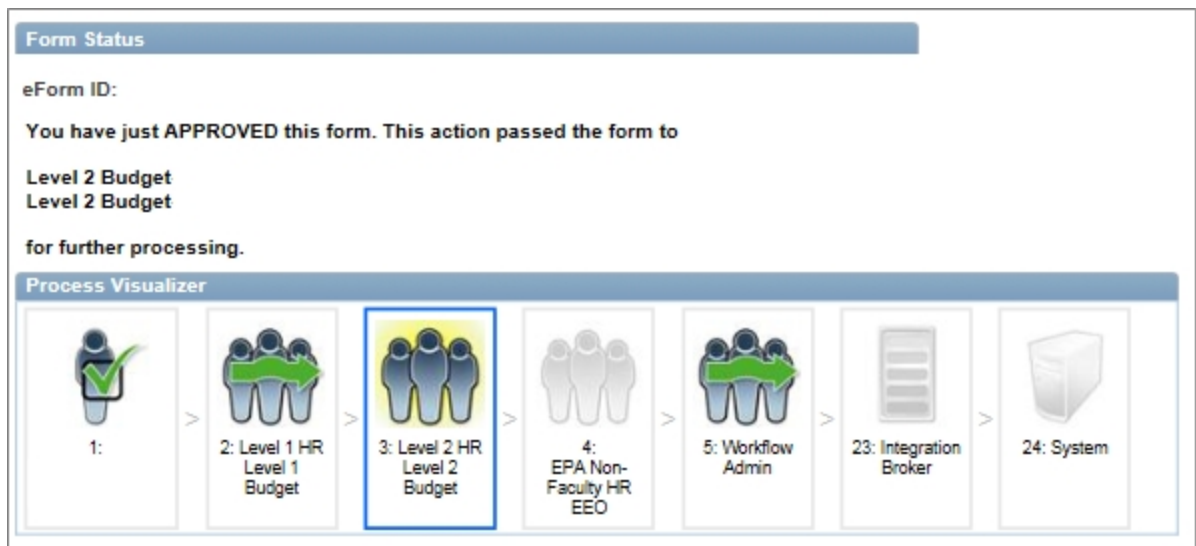 Form Status
eForm ID:
You have just APPROVED this form. This action passed the form to
Level 2 Budget
Level 2 Budget
for further processing.
Process Visualizer
1:
2: Level 1 HR
Level 1
Budget
3: Level 2 HR
Level 2
Budget
4:
EPA Non-
Faculty HR
EEO
5: Workflow
Admin
23: Integration
Broker
24: System